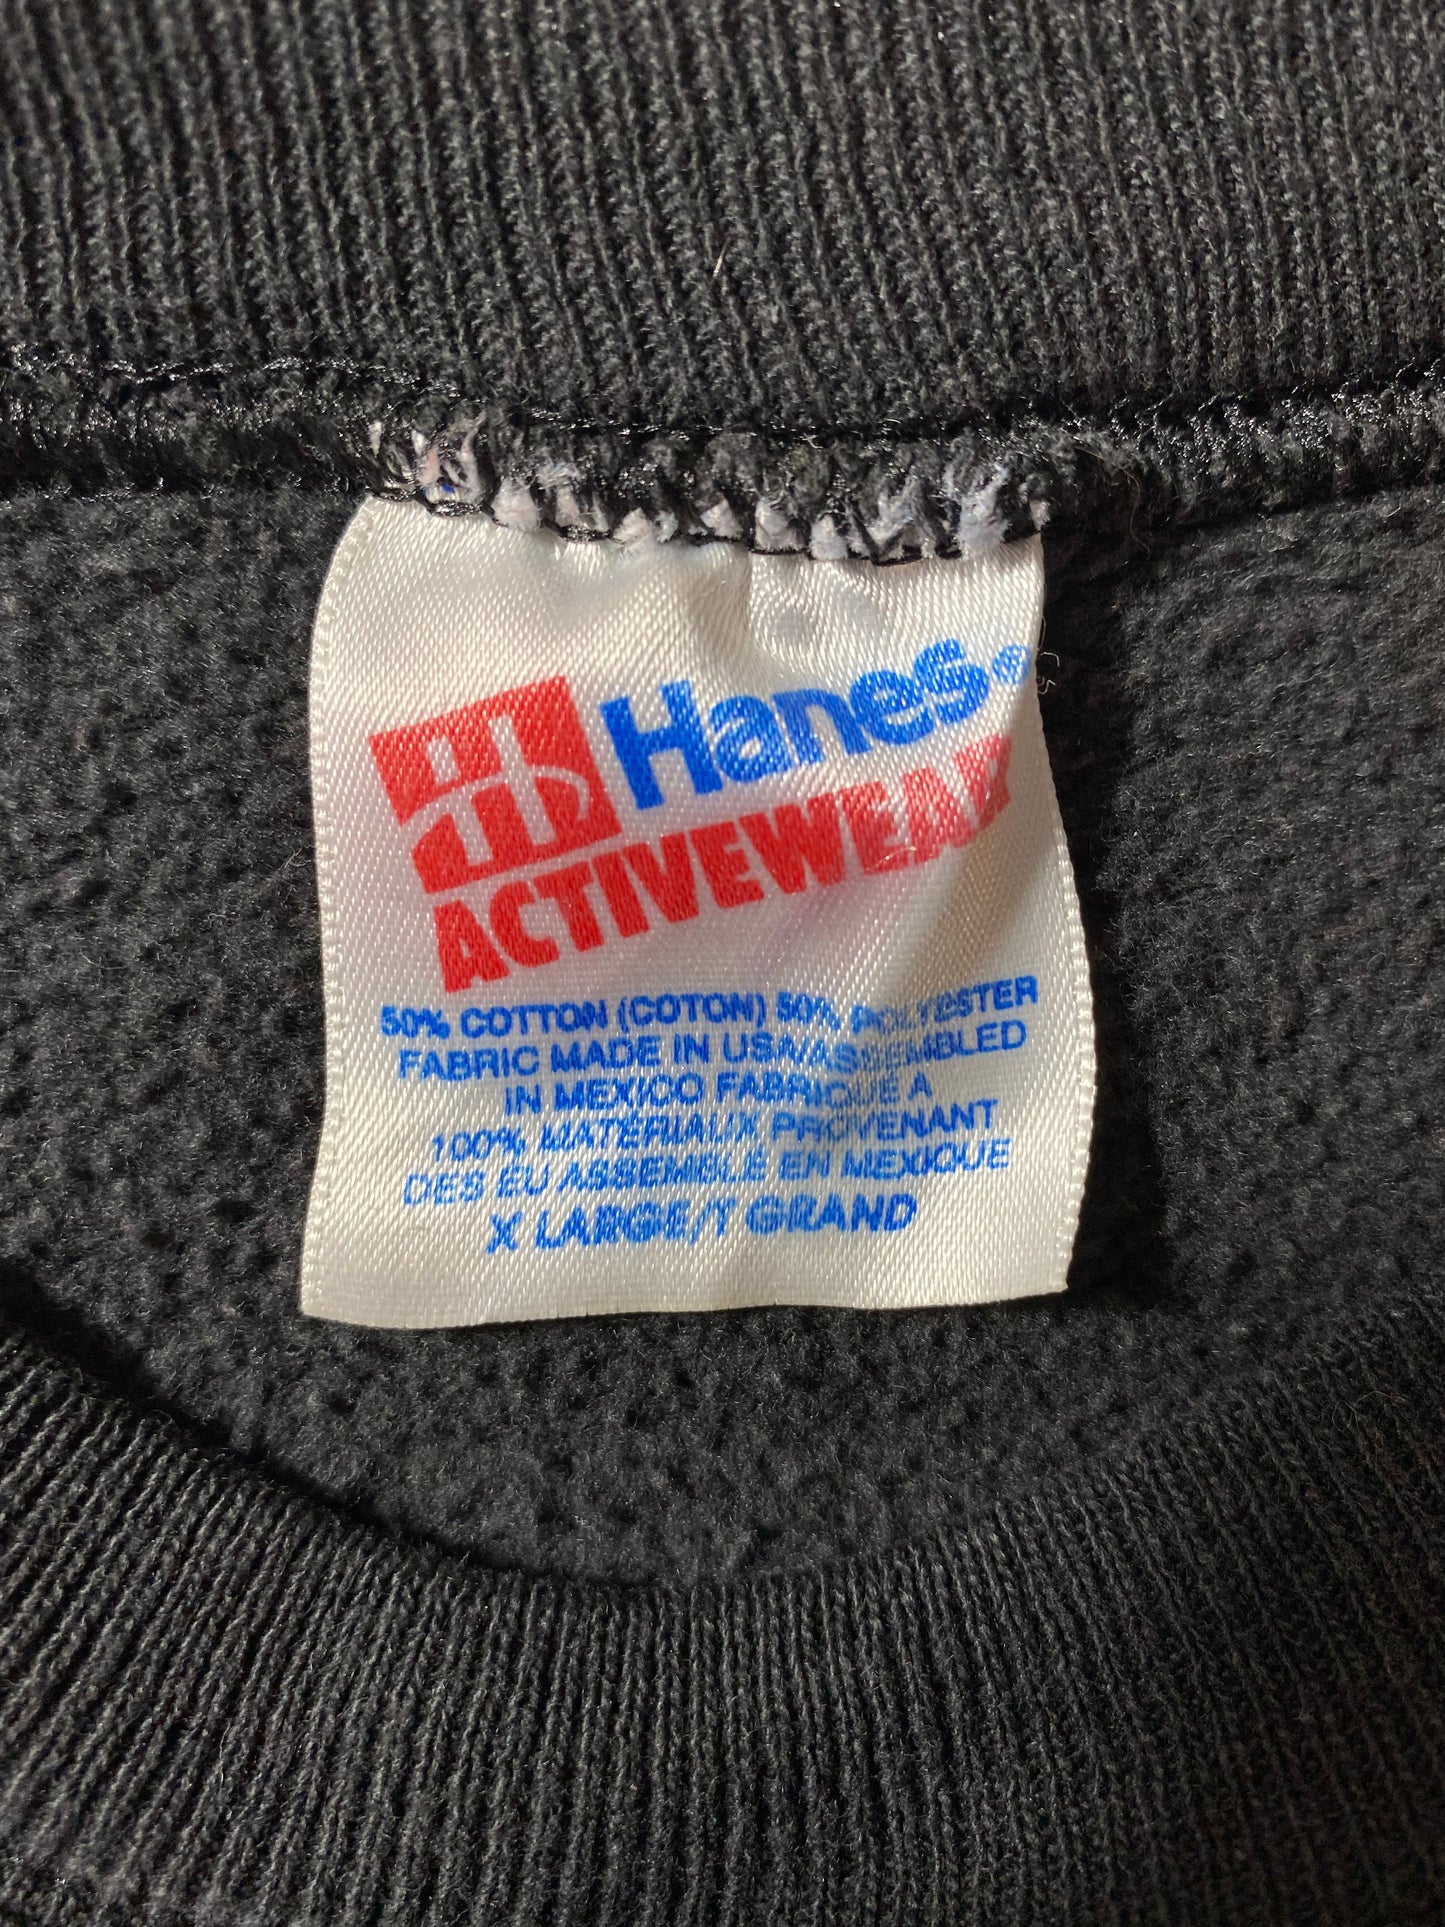 Hanes®
ACTIVEWEAR
50% COTTON (COTON) 50% POLYESTER
FABRIC MADE IN USA/ASSEMBLED
IN MEXICO FABRIQUÉ A
100% MATÉRIAUX PROVENANT
DES EU ASSEMBLÉ EN MEXIQUE
X LARGE/T GRAND